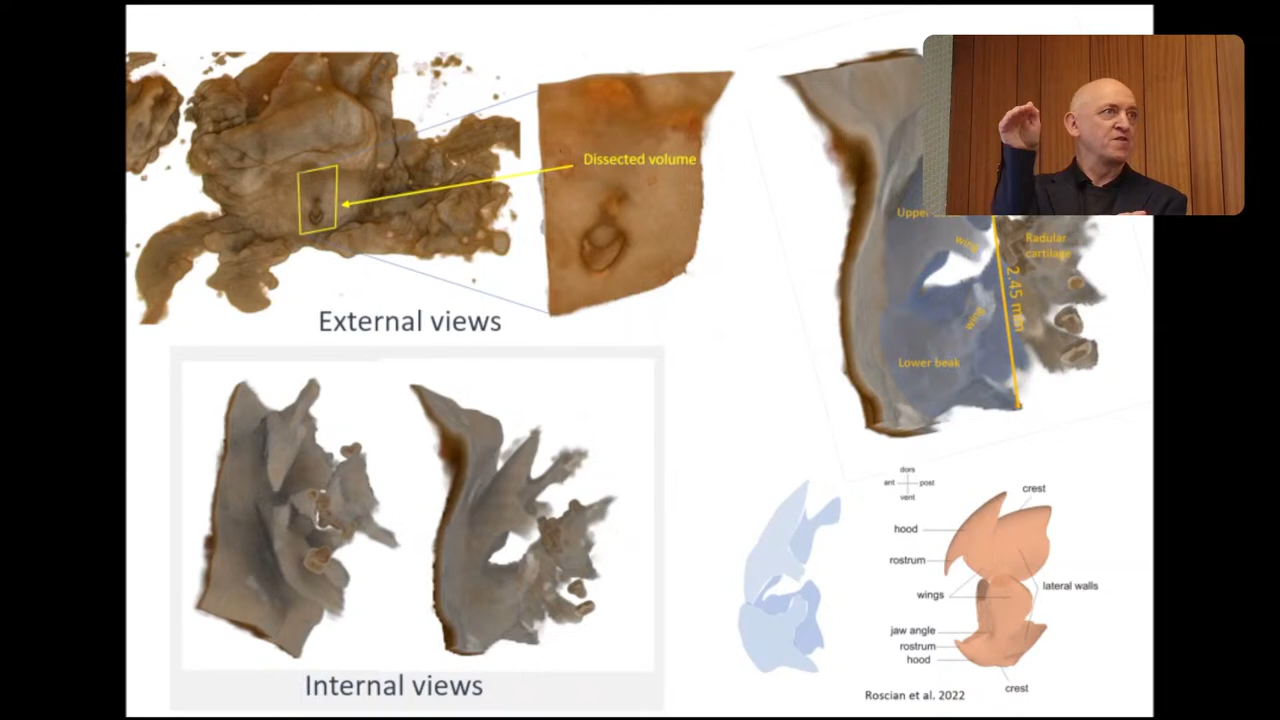 Dissected volume
External views
Upper
wing
Radular
cartilage
2.45 mm
wing
Lower beak
dors
ant
post
vent
crest
hood
rostrum
lateral walls
wings
jaw angle
rostrum
hood
crest
Roscian et al. 2022
Internal views